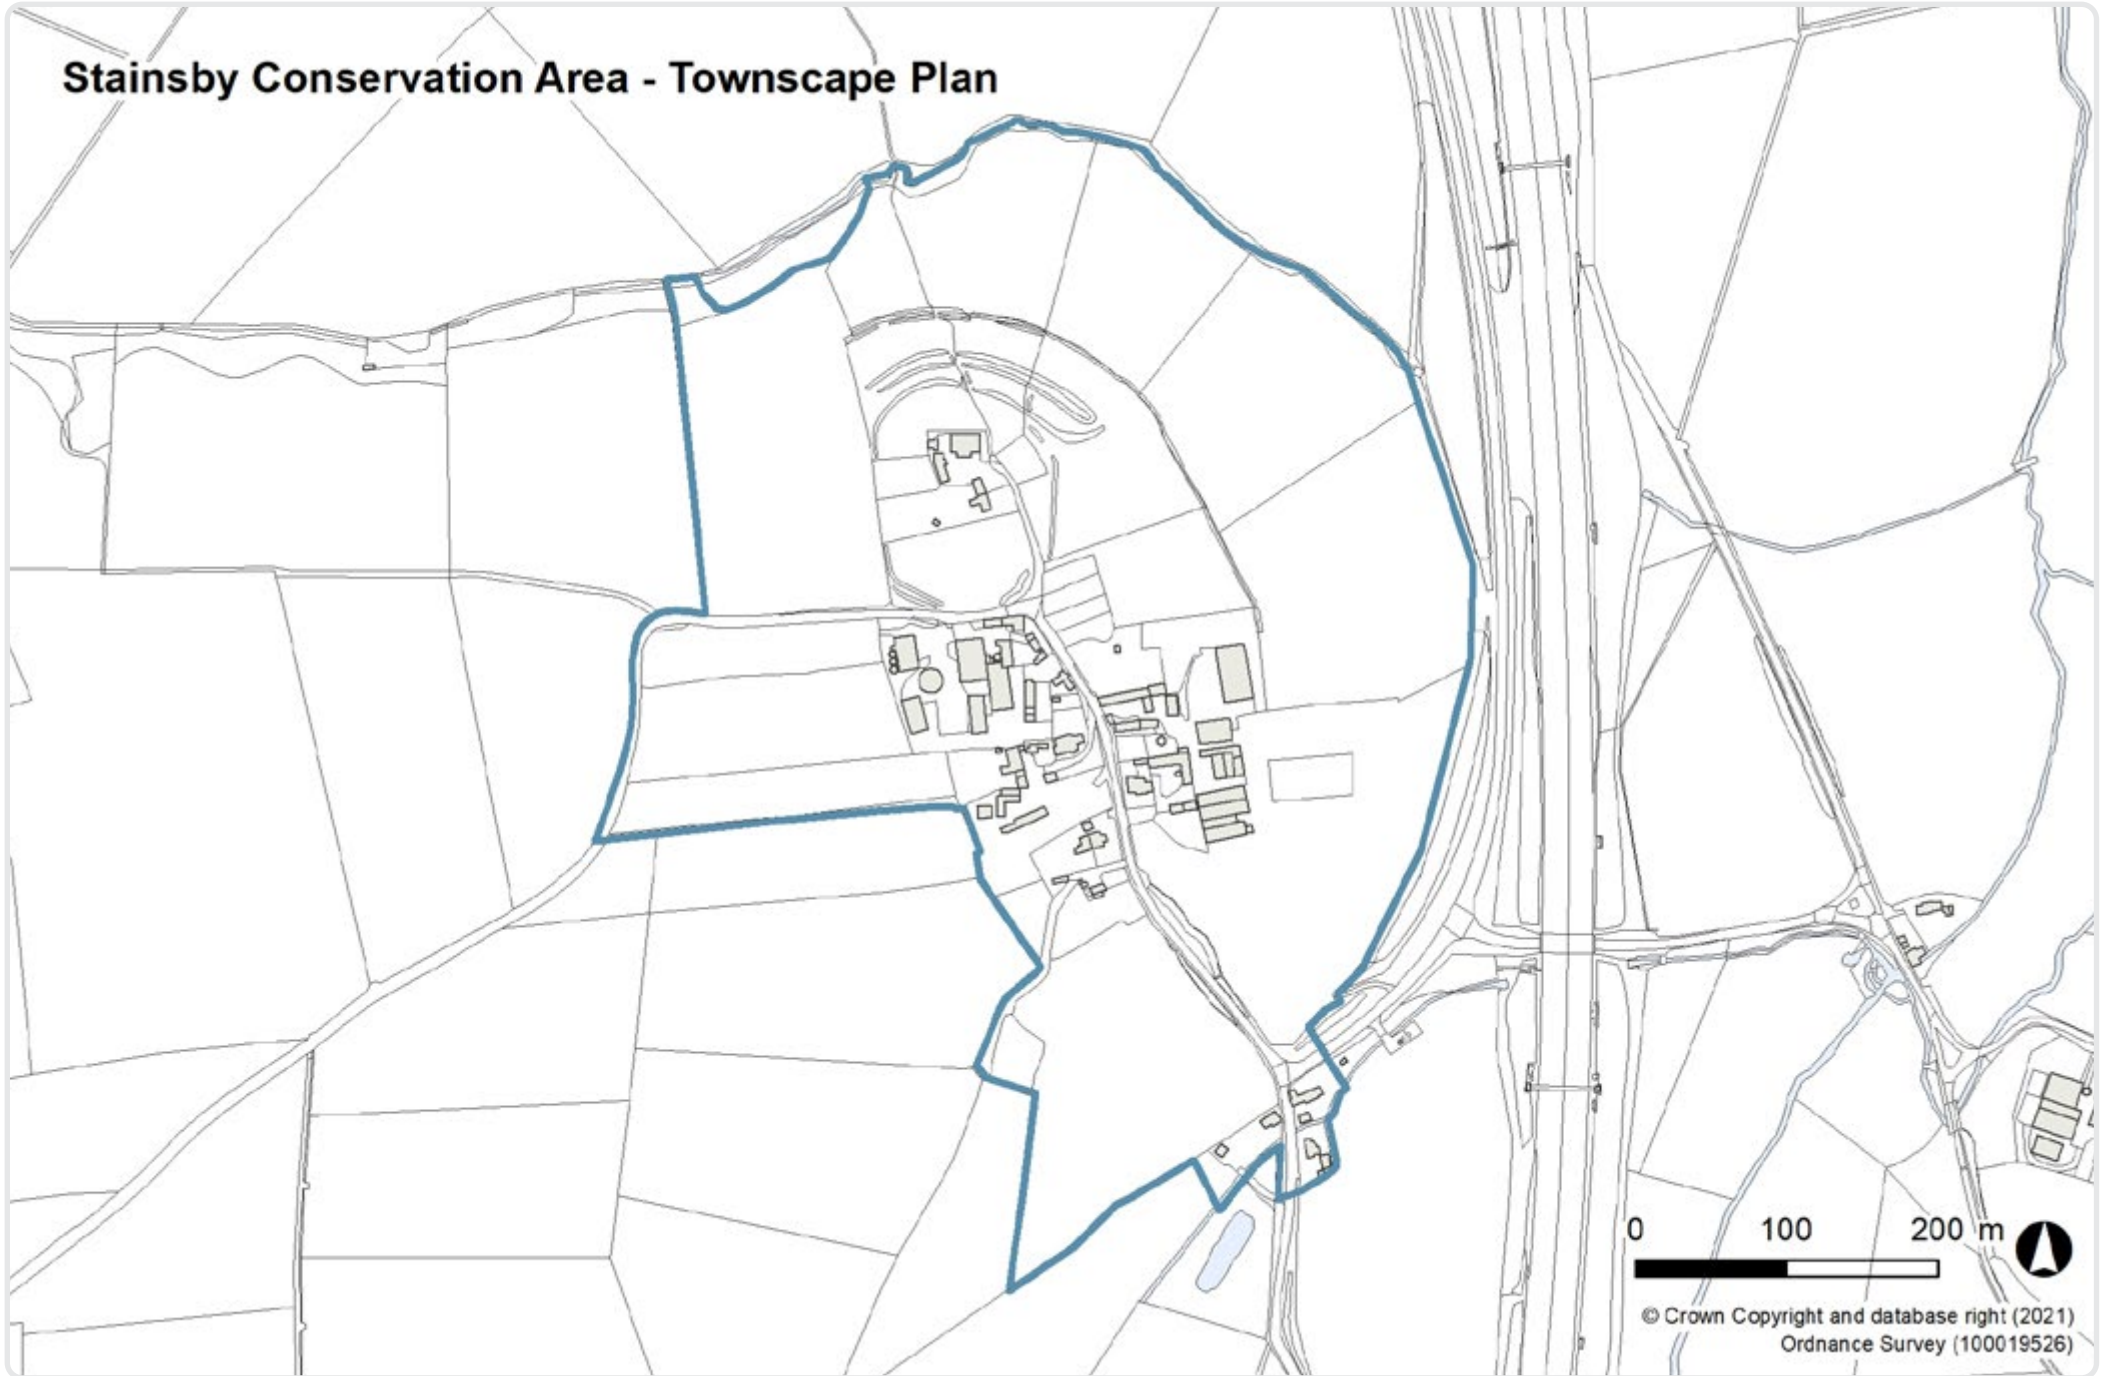 Stainsby Conservation Area - Townscape Plan
0 100 200 m
© Crown Copyright and database right (2021)
Ordnance Survey (100019526)